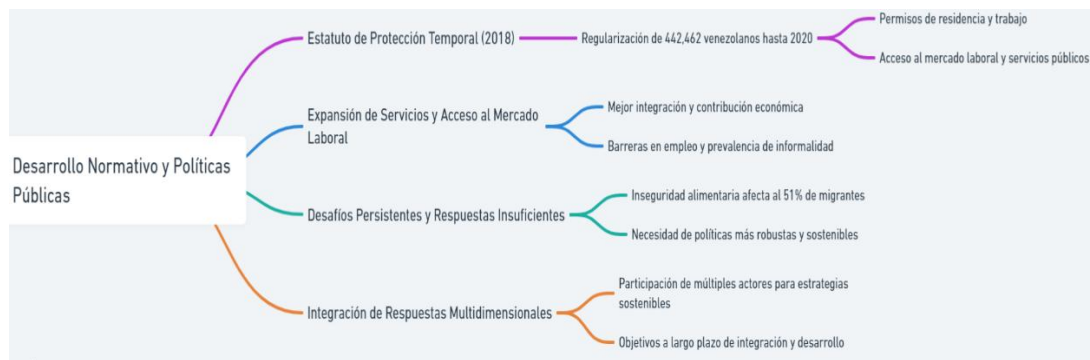 Desarrollo Normativo y Políticas
Públicas
Estatuto de Protección Temporal (2018)
Regularización de 442,462 venezolanos hasta 2020
Permisos de residencia y trabajo
Acceso al mercado laboral y servicios públicos
Expansión de Servicios y Acceso al Mercado
Laboral
Mejor integración y contribución económica
Barreras en empleo y prevalencia de informalidad
Desafíos Persistentes y Respuestas Insuficientes
Inseguridad alimentaria afecta al 51% de migrantes
Necesidad de políticas más robustas y sostenibles
Integración de Respuestas Multidimensionales
Participación de múltiples actores para estrategias
sostenibles
Objetivos a largo plazo de integración y desarrollo